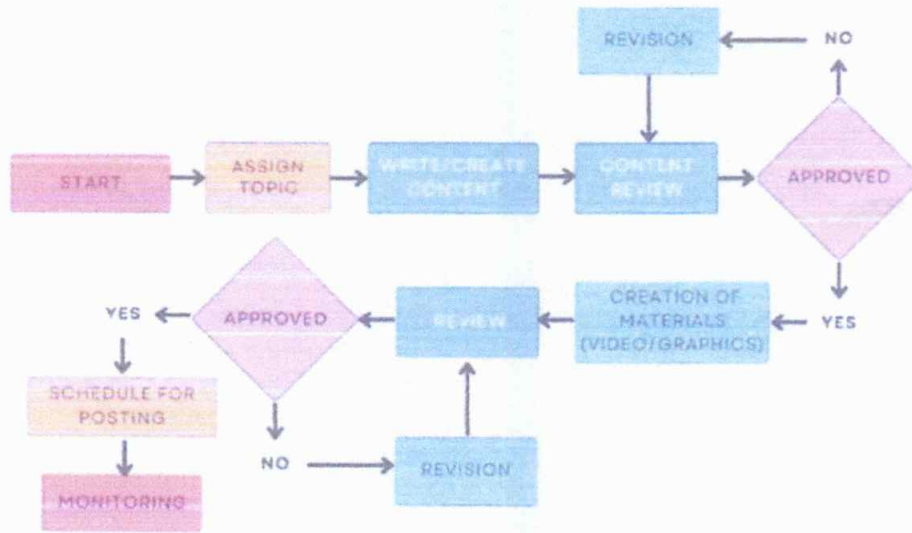 REVISION
NO
START
ASSIGN
TOPIC
WRITE/CREATE
CONTENT
CONTENT
REVIEW
APPROVED
YES
APPROVED
REVIEW
CREATION OF
MATERIALS
(VIDEO/GRAPHICS)
YES
SCHEDULE FOR
POSTING
NO
REVISION
MONITORING